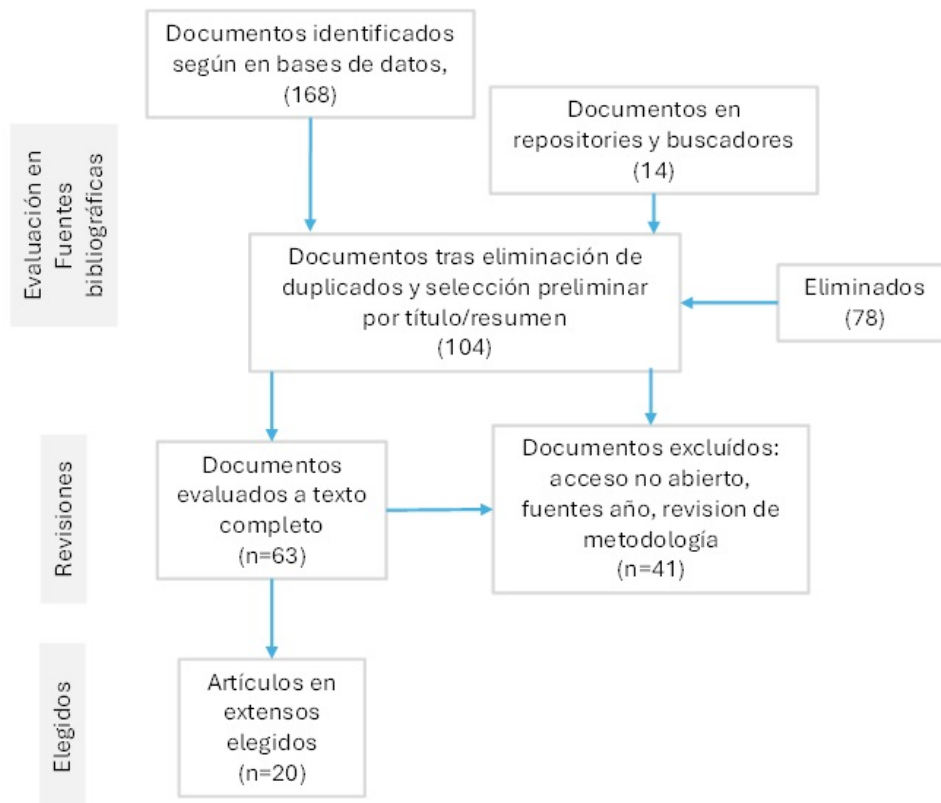 Documentos identificados
según en bases de datos,
(168)
Documentos en
repositories y buscadores
(14)
Evaluación en
Fuentes
bibliográficas
Documentos tras eliminación de
duplicados y selección preliminar
por título/resumen
(104)
Eliminados
(78)
Revisiones
Documentos
evaluados a texto
completo
(n=63)
Documentos excluídos:
acceso no abierto,
fuentes año, revision de
metodología
(n=41)
Elegidos
Artículos en
extensos
elegidos
(n=20)